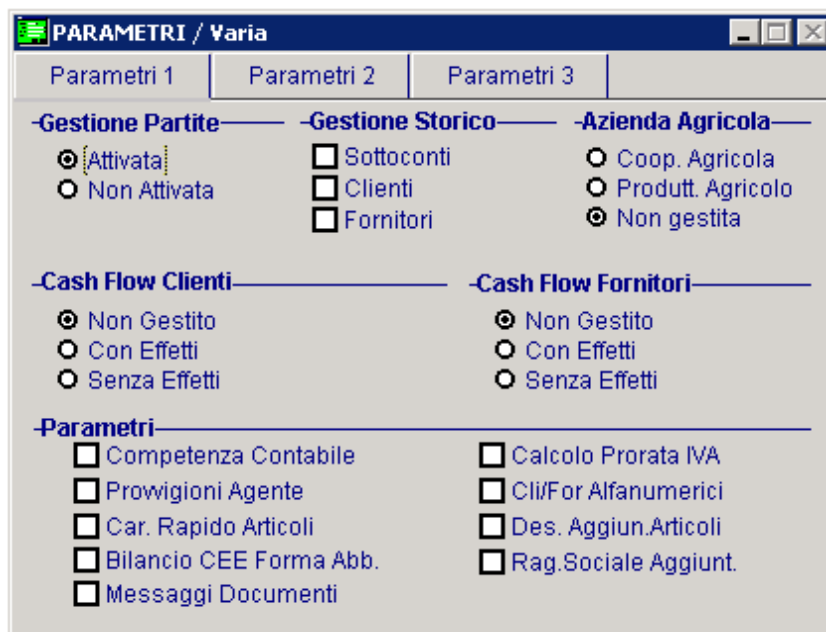 PARAMETRI / Varia
Parametri 1 Parametri 2 Parametri 3
Gestione Partite Gestione Storico Azienda Agricola
Attivata Sottoconti Coop. Agricola
Non Attivata Clienti Produtt. Agricolo
Fornitori Non gestita
Cash Flow Clienti Cash Flow Fornitori
Non Gestito Non Gestito
Con Effetti Con Effetti
Senza Effetti Senza Effetti
Parametri
Competenza Contabile Calcolo Prorata IVA
Provvigioni Agente Cli/For Alfanumerici
Car. Rapido Articoli Des. Aggiun.Articoli
Bilancio CEE Forma Abb. Rag.Sociale Aggiunt.
Messaggi Documenti